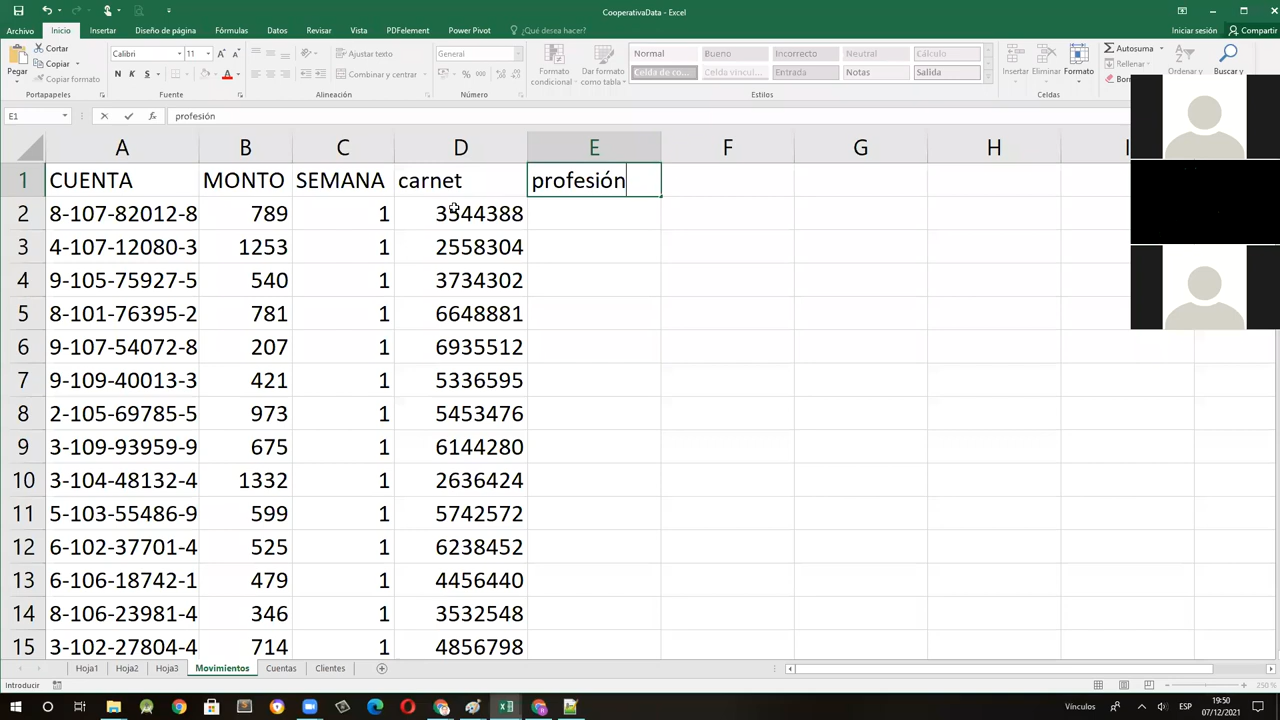 CooperativaData - Excel
Archivo Inicio Insertar Diseño de página Fórmulas Datos Revisar Vista PDFelement Power Pivot ¿Qué desea hacer? Iniciar sesión Compartir
Pegar
Cortar
Copiar
Copiar formato
Portapapeles
Calibri 11
N K S
Fuente
Ajustar texto
Combinar y centrar
Alineación
General
% 000
Número
Formato condicional
Dar formato como tabla
Normal Bueno Incorrecto Neutral Cálculo
Celda de co... Celda vincul... Entrada Notas Salida
Estilos
Insertar Eliminar Formato
Celdas
Autosuma
Ordenar y
Buscar y
E1 fx profesión
A B C D E F G H I
1 CUENTA MONTO SEMANA carnet profesión
2 8-107-82012-8 789 1 3544388
3 4-107-12080-3 1253 1 2558304
4 9-105-75927-5 540 1 3734302
5 8-101-76395-2 781 1 6648881
6 9-107-54072-8 207 1 6935512
7 9-109-40013-3 421 1 5336595
8 2-105-69785-5 973 1 5453476
9 3-109-93959-9 675 1 6144280
10 3-104-48132-4 1332 1 2636424
11 5-103-55486-9 599 1 5742572
12 6-102-37701-4 525 1 6238452
13 6-106-18742-1 479 1 4456440
14 8-106-23981-4 346 1 3532548
15 3-102-27804-4 714 1 4856798
Hoja1 Hoja2 Hoja3 Movimientos Cuentas Clientes
Introducir
250 %
Vínculos ESP 19:50
07/12/2021